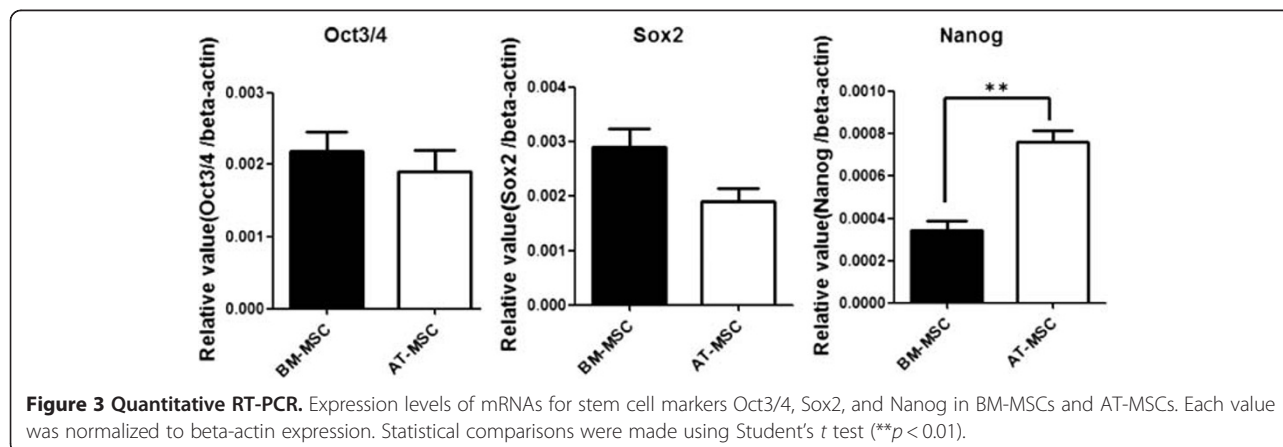 Oct3/4
Relative value(Oct3/4 /beta-actin)
0.003
0.002
0.001
0.000
BM-MSC
AT-MSC
Sox2
Relative value(Sox2 /beta-actin)
0.004
0.003
0.002
0.001
0.000
BM-MSC
AT-MSC
Nanog
Relative value(Nanog /beta-actin)
0.0010
0.0008
0.0006
0.0004
0.0002
0.0000
**
BM-MSC
AT-MSC
Figure 3 Quantitative RT-PCR. Expression levels of mRNAs for stem cell markers Oct3/4, Sox2, and Nanog in BM-MSCs and AT-MSCs. Each value
was normalized to beta-actin expression. Statistical comparisons were made using Student's t test (**p < 0.01).